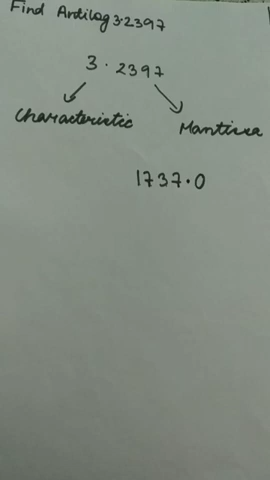 Find Antilog 3.2397
3.2397
Characteristic
Mantissa
1737.0